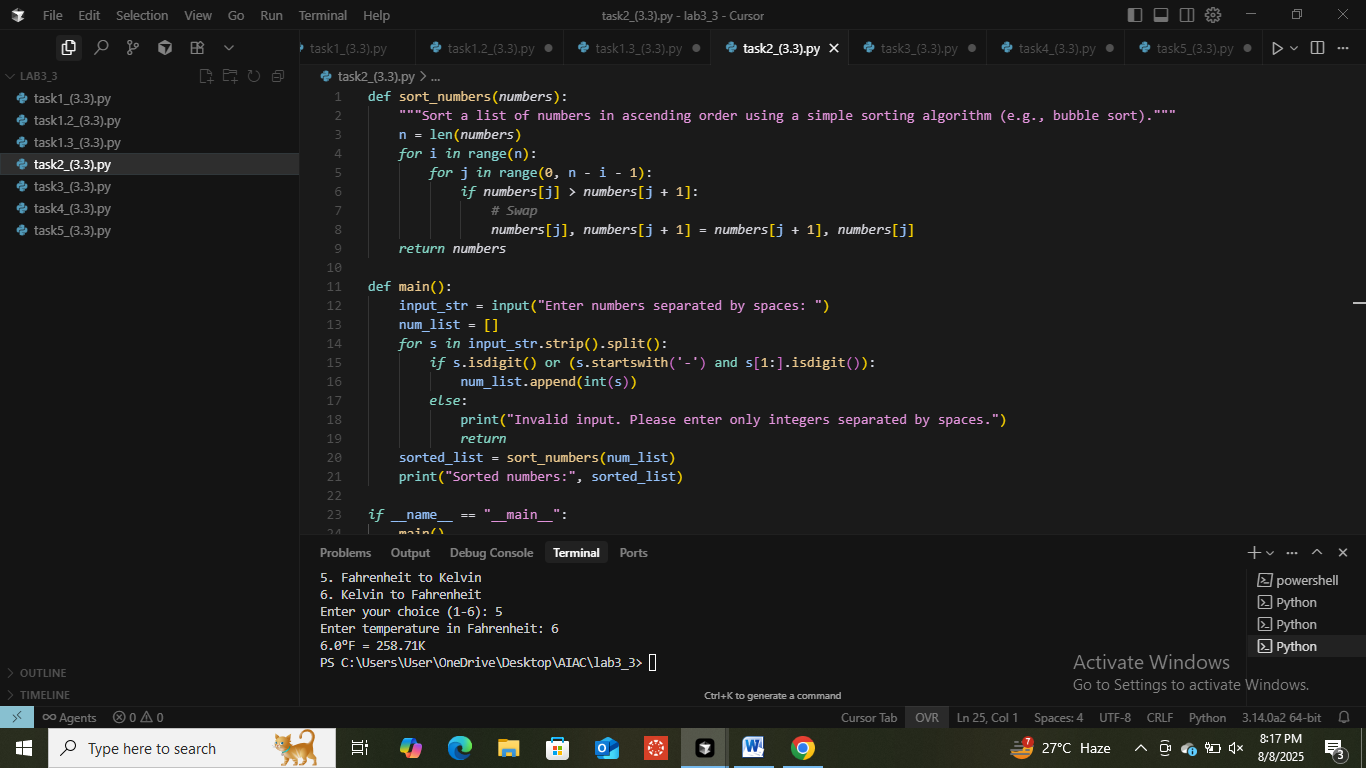 File Edit Selection View Go Run Terminal Help
task2_(3.3).py - lab3_3 - Cursor
task1_(3.3).py task1.2_(3.3).py task1.3_(3.3).py task2_(3.3).py task3_(3.3).py task4_(3.3).py task5_(3.3).py
LAB3_3
task1_(3.3).py
task1.2_(3.3).py
task1.3_(3.3).py
task2_(3.3).py
task3_(3.3).py
task4_(3.3).py
task5_(3.3).py
OUTLINE
TIMELINE
task2_(3.3).py > ...
1 def sort_numbers(numbers):
2 """Sort a list of numbers in ascending order using a simple sorting algorithm (e.g., bubble sort)."""
3 n = len(numbers)
4 for i in range(n):
5 for j in range(0, n - i - 1):
6 if numbers[j] > numbers[j + 1]:
7 # Swap
8 numbers[j], numbers[j + 1] = numbers[j + 1], numbers[j]
9 return numbers
10
11 def main():
12 input_str = input("Enter numbers separated by spaces: ")
13 num_list = []
14 for s in input_str.strip().split():
15 if s.isdigit() or (s.startswith('-') and s[1:].isdigit()):
16 num_list.append(int(s))
17 else:
18 print("Invalid input. Please enter only integers separated by spaces.")
19 return
20 sorted_list = sort_numbers(num_list)
21 print("Sorted numbers:", sorted_list)
22
23 if __name__ == "__main__":
24 main()
Problems Output Debug Console Terminal Ports
5. Fahrenheit to Kelvin
6. Kelvin to Fahrenheit
Enter your choice (1-6): 5
Enter temperature in Fahrenheit: 6
6.0°F = 258.71K
PS C:\Users\User\OneDrive\Desktop\AIAC\lab3_3>
powershell
Python
Python
Python
Activate Windows
Go to Settings to activate Windows.
Ctrl+K to generate a command
Agents 0 0 Cursor Tab OVR Ln 25, Col 1 Spaces: 4 UTF-8 CRLF Python 3.14.0a2 64-bit
Type here to search
7 27°C Haze
8:17 PM
8/8/2025
3